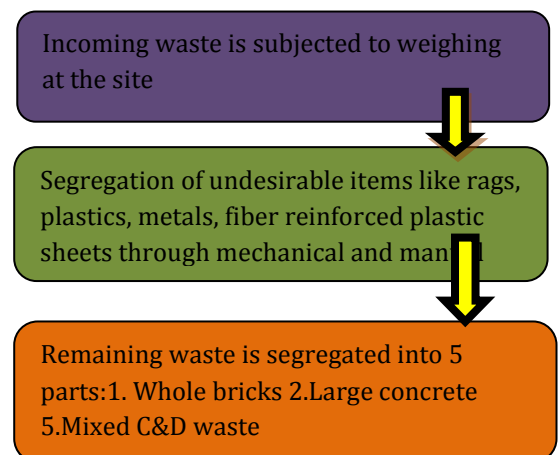 Incoming waste is subjected to weighing
at the site
Segregation of undesirable items like rags,
plastics, metals, fiber reinforced plastic
sheets through mechanical and manual
Remaining waste is segregated into 5
parts:1. Whole bricks 2.Large concrete
5.Mixed C&D waste